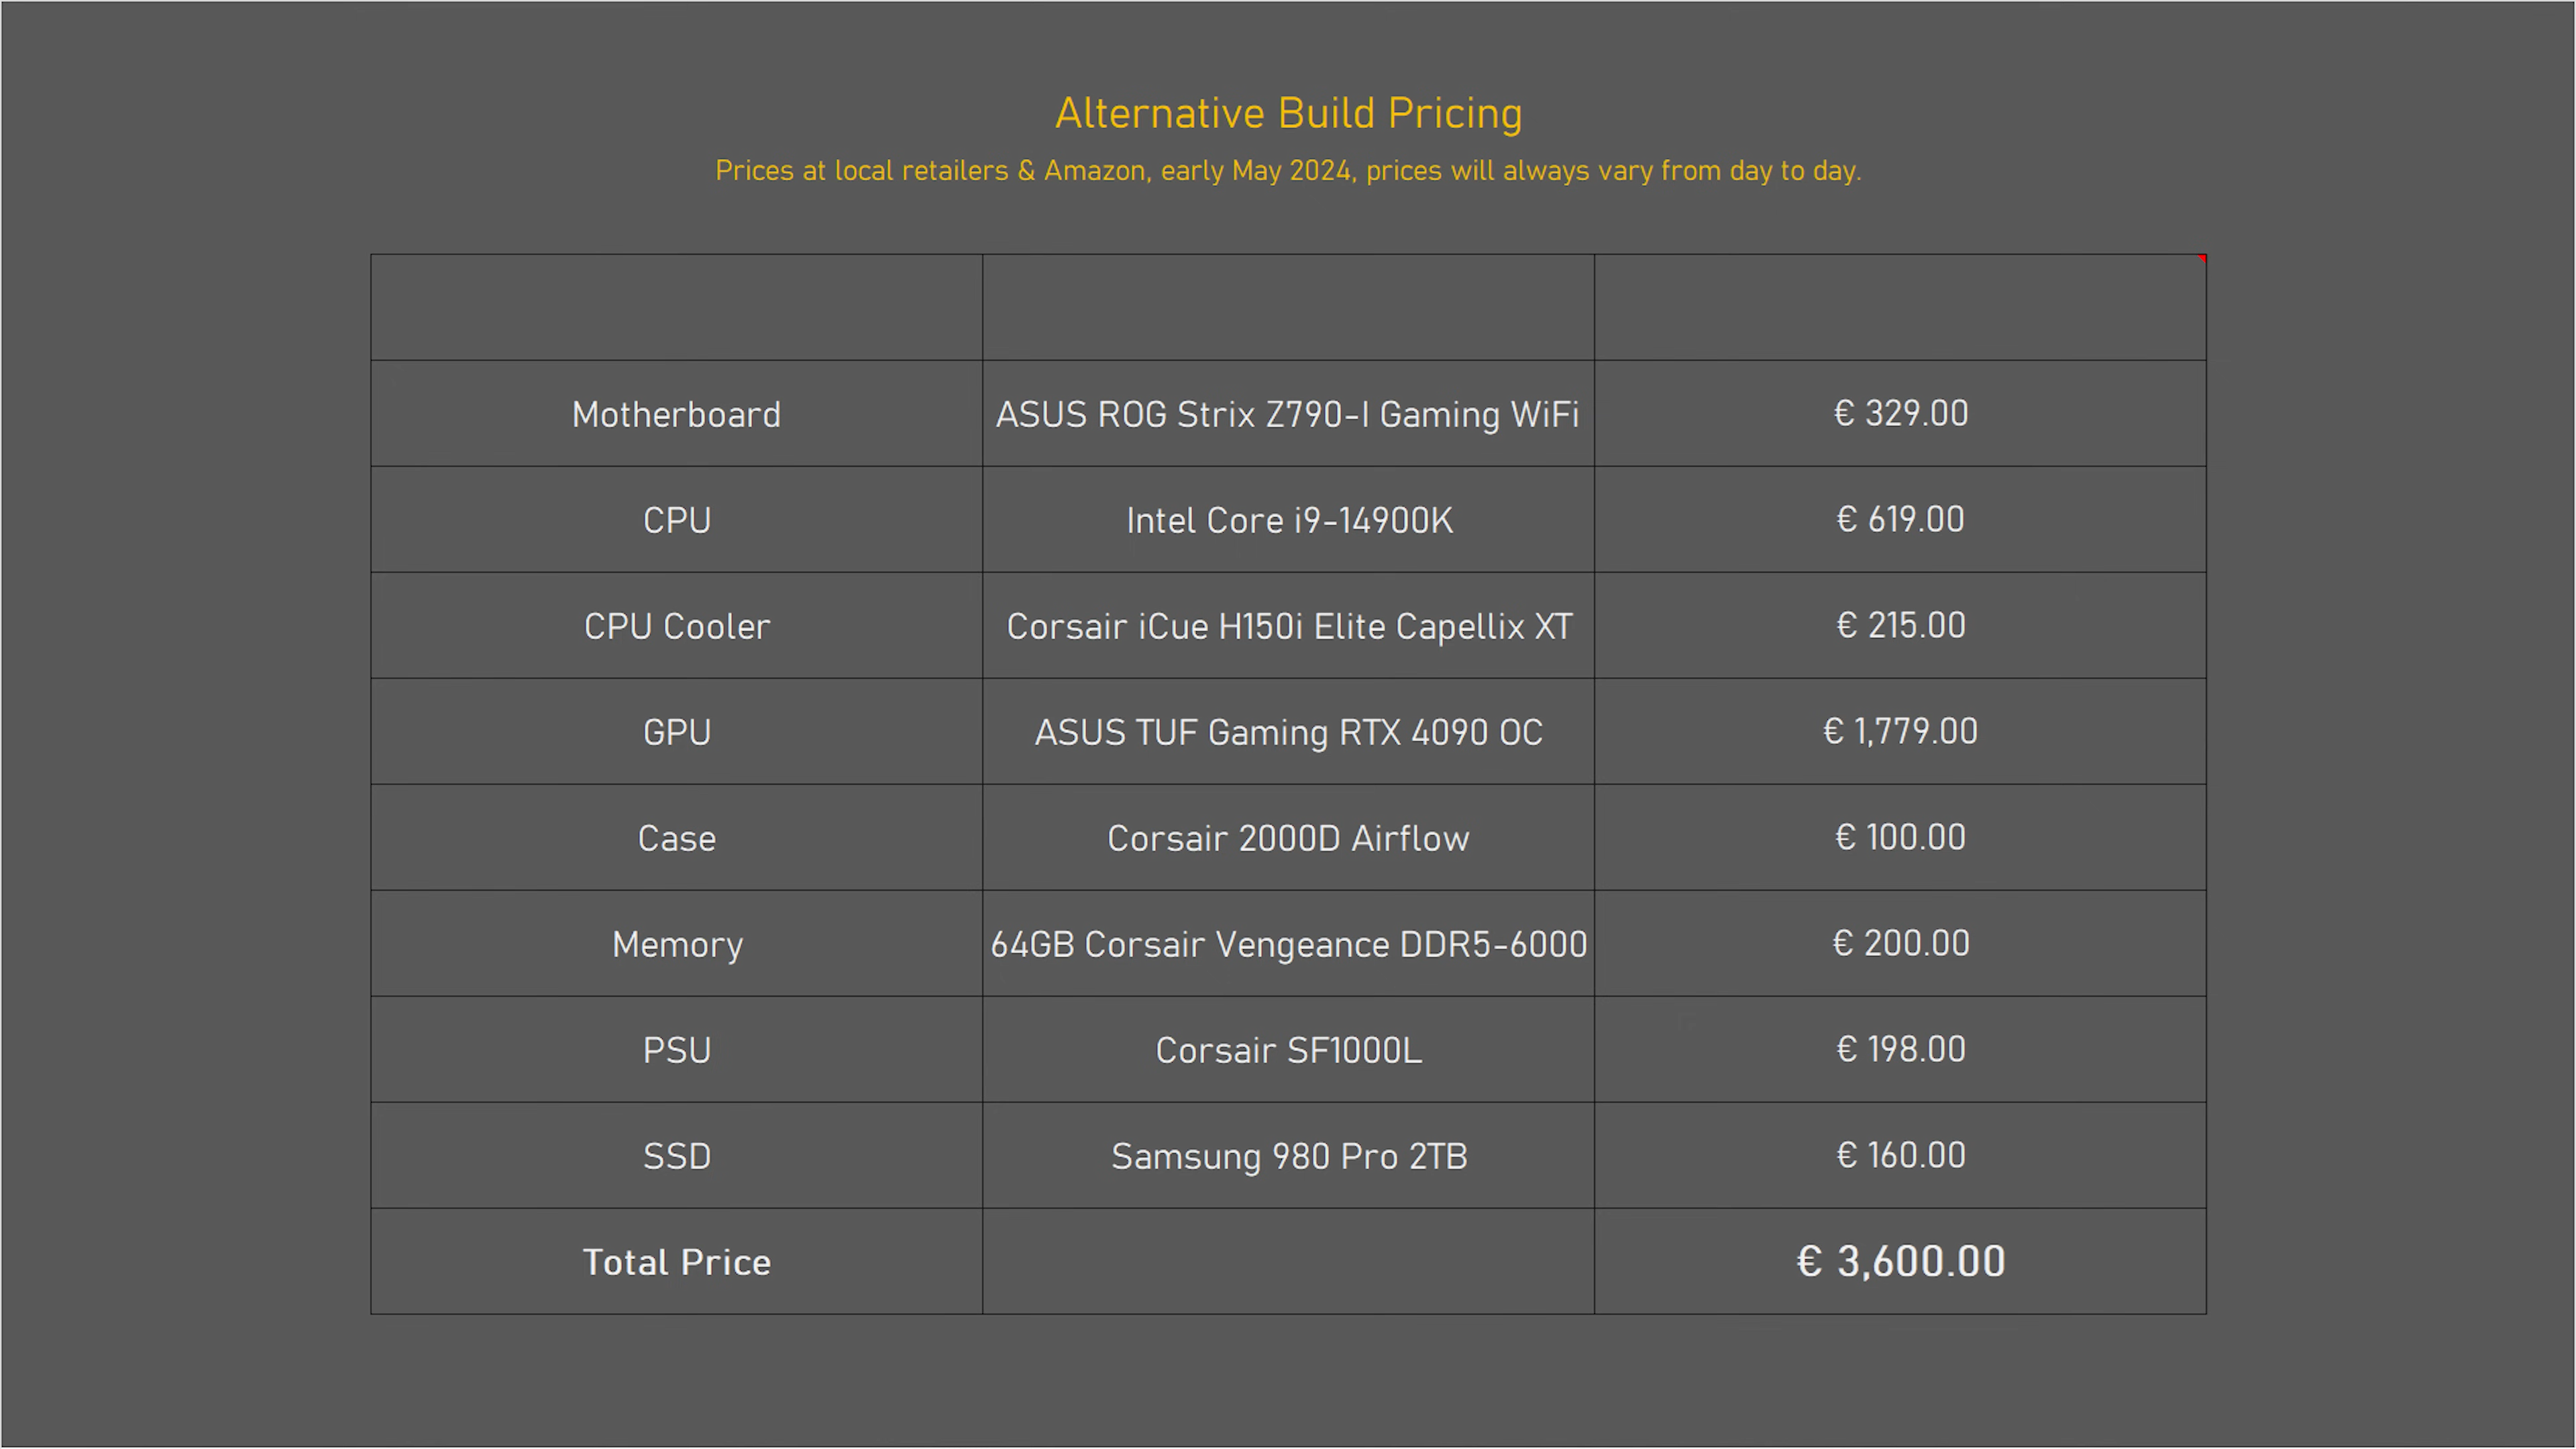 Alternative Build Pricing
Prices at local retailers & Amazon, early May 2024, prices will always vary from day to day.
Motherboard ASUS ROG Strix Z790-I Gaming WiFi € 329.00
CPU Intel Core i9-14900K € 619.00
CPU Cooler Corsair iCue H150i Elite Capellix XT € 215.00
GPU ASUS TUF Gaming RTX 4090 OC € 1,779.00
Case Corsair 2000D Airflow € 100.00
Memory 64GB Corsair Vengeance DDR5-6000 € 200.00
PSU Corsair SF1000L € 198.00
SSD Samsung 980 Pro 2TB € 160.00
Total Price € 3,600.00